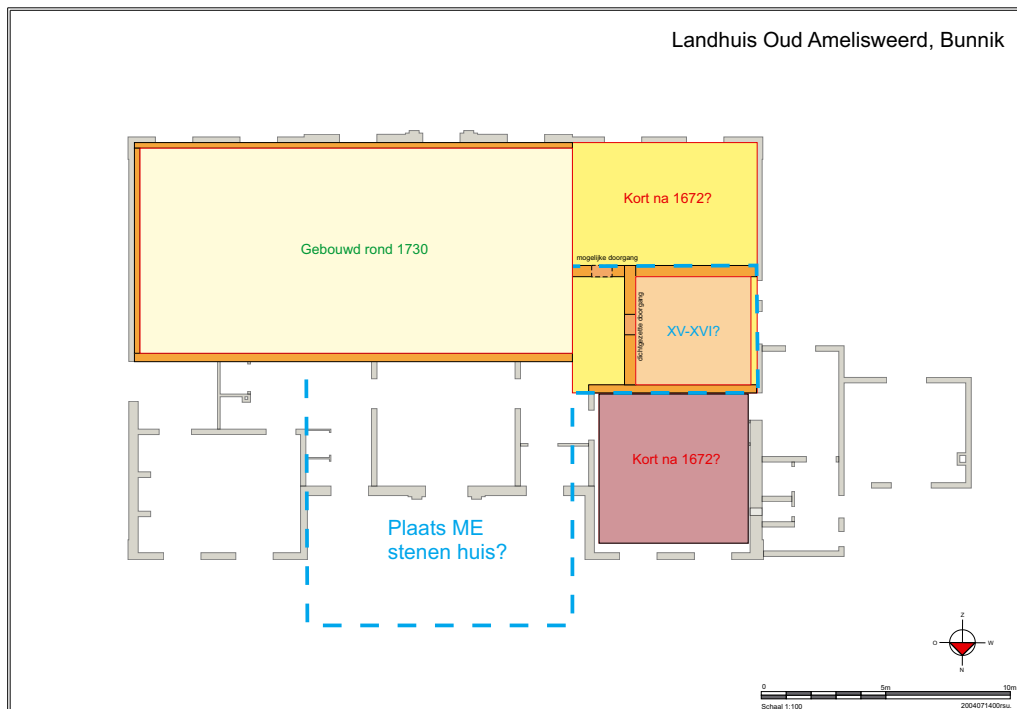 Landhuis Oud Amelisweerd, Bunnik
Kort na 1672?
Gebouwd rond 1730
mogelijke doorgang
dichtgezette doorgang
XV-XVI?
Kort na 1672?
Plaats ME
stenen huis?
Z
O
W
N
0
5m
10m
Schaal 1:100
2004071400rsu.